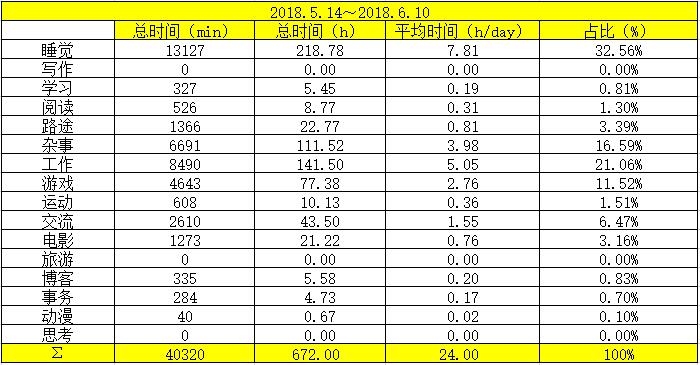 2018.5.14～2018.6.10
总时间（min） 总时间（h） 平均时间（h/day） 占比（%）
睡觉 13127 218.78 7.81 32.56%
写作 0 0.00 0.00 0.00%
学习 327 5.45 0.19 0.81%
阅读 526 8.77 0.31 1.30%
路途 1366 22.77 0.81 3.39%
杂事 6691 111.52 3.98 16.59%
工作 8490 141.50 5.05 21.06%
游戏 4643 77.38 2.76 11.52%
运动 608 10.13 0.36 1.51%
交流 2610 43.50 1.55 6.47%
电影 1273 21.22 0.76 3.16%
旅游 0 0.00 0.00 0.00%
博客 335 5.58 0.20 0.83%
事务 284 4.73 0.17 0.70%
动漫 40 0.67 0.02 0.10%
思考 0 0.00 0.00 0.00%
Σ 40320 672.00 24.00 100%